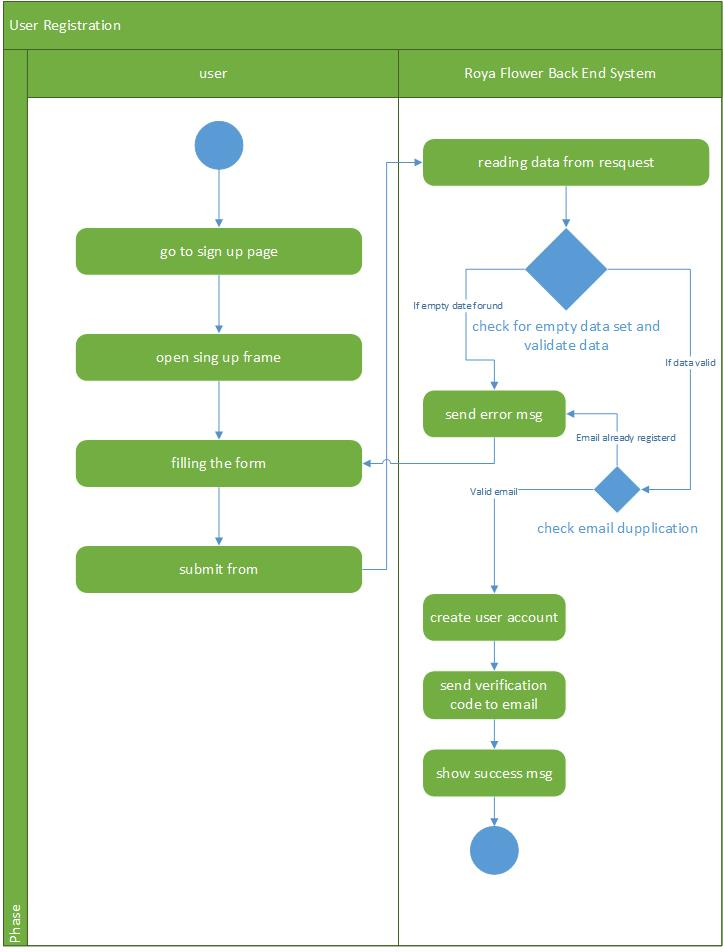 User Registration
user
Roya Flower Back End System
go to sign up page
open sing up frame
filling the form
submit from
reading data from resquest
If empty date forund
check for empty data set and
validate data
If data valid
send error msg
Email already registerd
Valid email
check email dupplication
create user account
send verification
code to email
show success msg
Phase